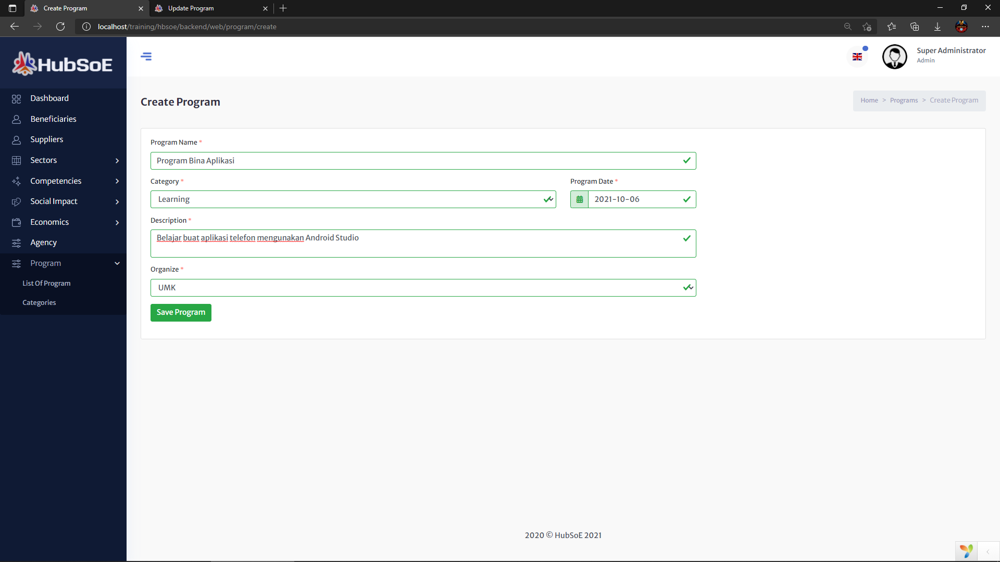 Create Program
Update Program
localhost/training/hbsoe/backend/web/program/create
HubSoE
Super Administrator
Admin
Dashboard
Beneficiaries
Suppliers
Sectors
Competencies
Social Impact
Economics
Agency
Program
List Of Program
Categories
Create Program
Home > Programs > Create Program
Program Name *
Program Bina Aplikasi
Category *
Program Date *
Learning
2021-10-06
Description *
Belajar buat aplikasi telefon mengunakan Android Studio
Organize *
UMK
Save Program
2020 © HubSoE 2021